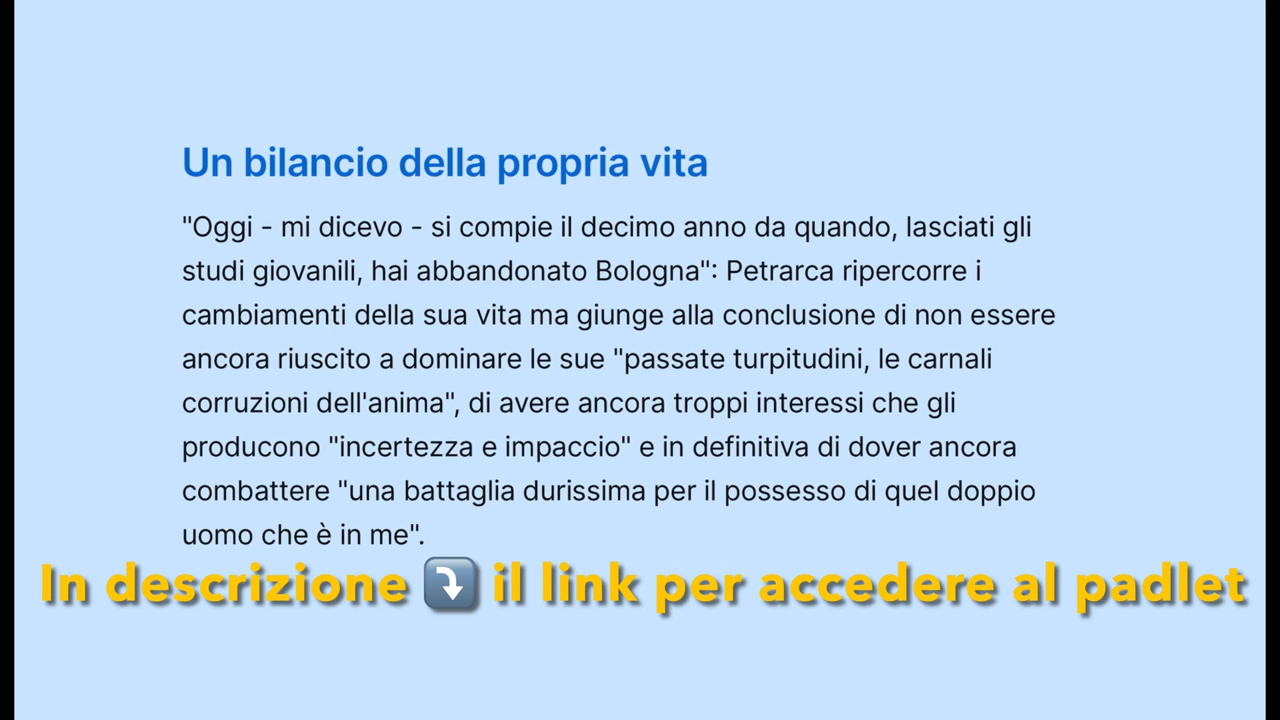 Un bilancio della propria vita
"Oggi - mi dicevo - si compie il decimo anno da quando, lasciati gli
studi giovanili, hai abbandonato Bologna": Petrarca ripercorre i
cambiamenti della sua vita ma giunge alla conclusione di non essere
ancora riuscito a dominare le sue "passate turpitudini, le carnali
corruzioni dell'anima", di avere ancora troppi interessi che gli
producono "incertezza e impaccio" e in definitiva di dover ancora
combattere "una battaglia durissima per il possesso di quel doppio
uomo che è in me".
In descrizione ⤵️ il link per accedere al padlet